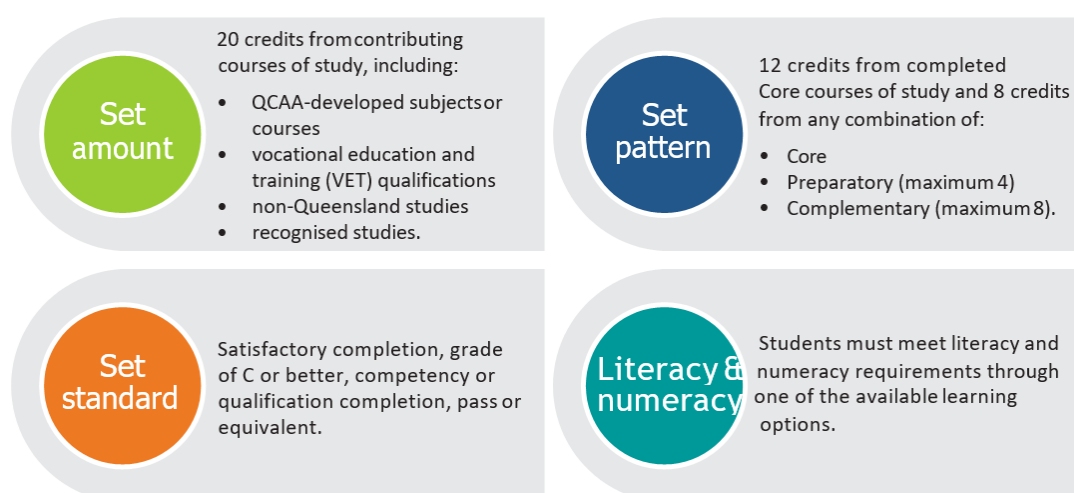 Set
amount
20 credits from contributing
courses of study, including:
• QCAA-developed subjects or
courses
• vocational education and
training (VET) qualifications
• non-Queensland studies
• recognised studies.
Set
pattern
12 credits from completed
Core courses of study and 8 credits
from any combination of:
• Core
• Preparatory (maximum 4)
• Complementary (maximum 8).
Set
standard
Satisfactory completion, grade
of C or better, competency or
qualification completion, pass or
equivalent.
Literacy &
numeracy
Students must meet literacy and
numeracy requirements through
one of the available learning
options.